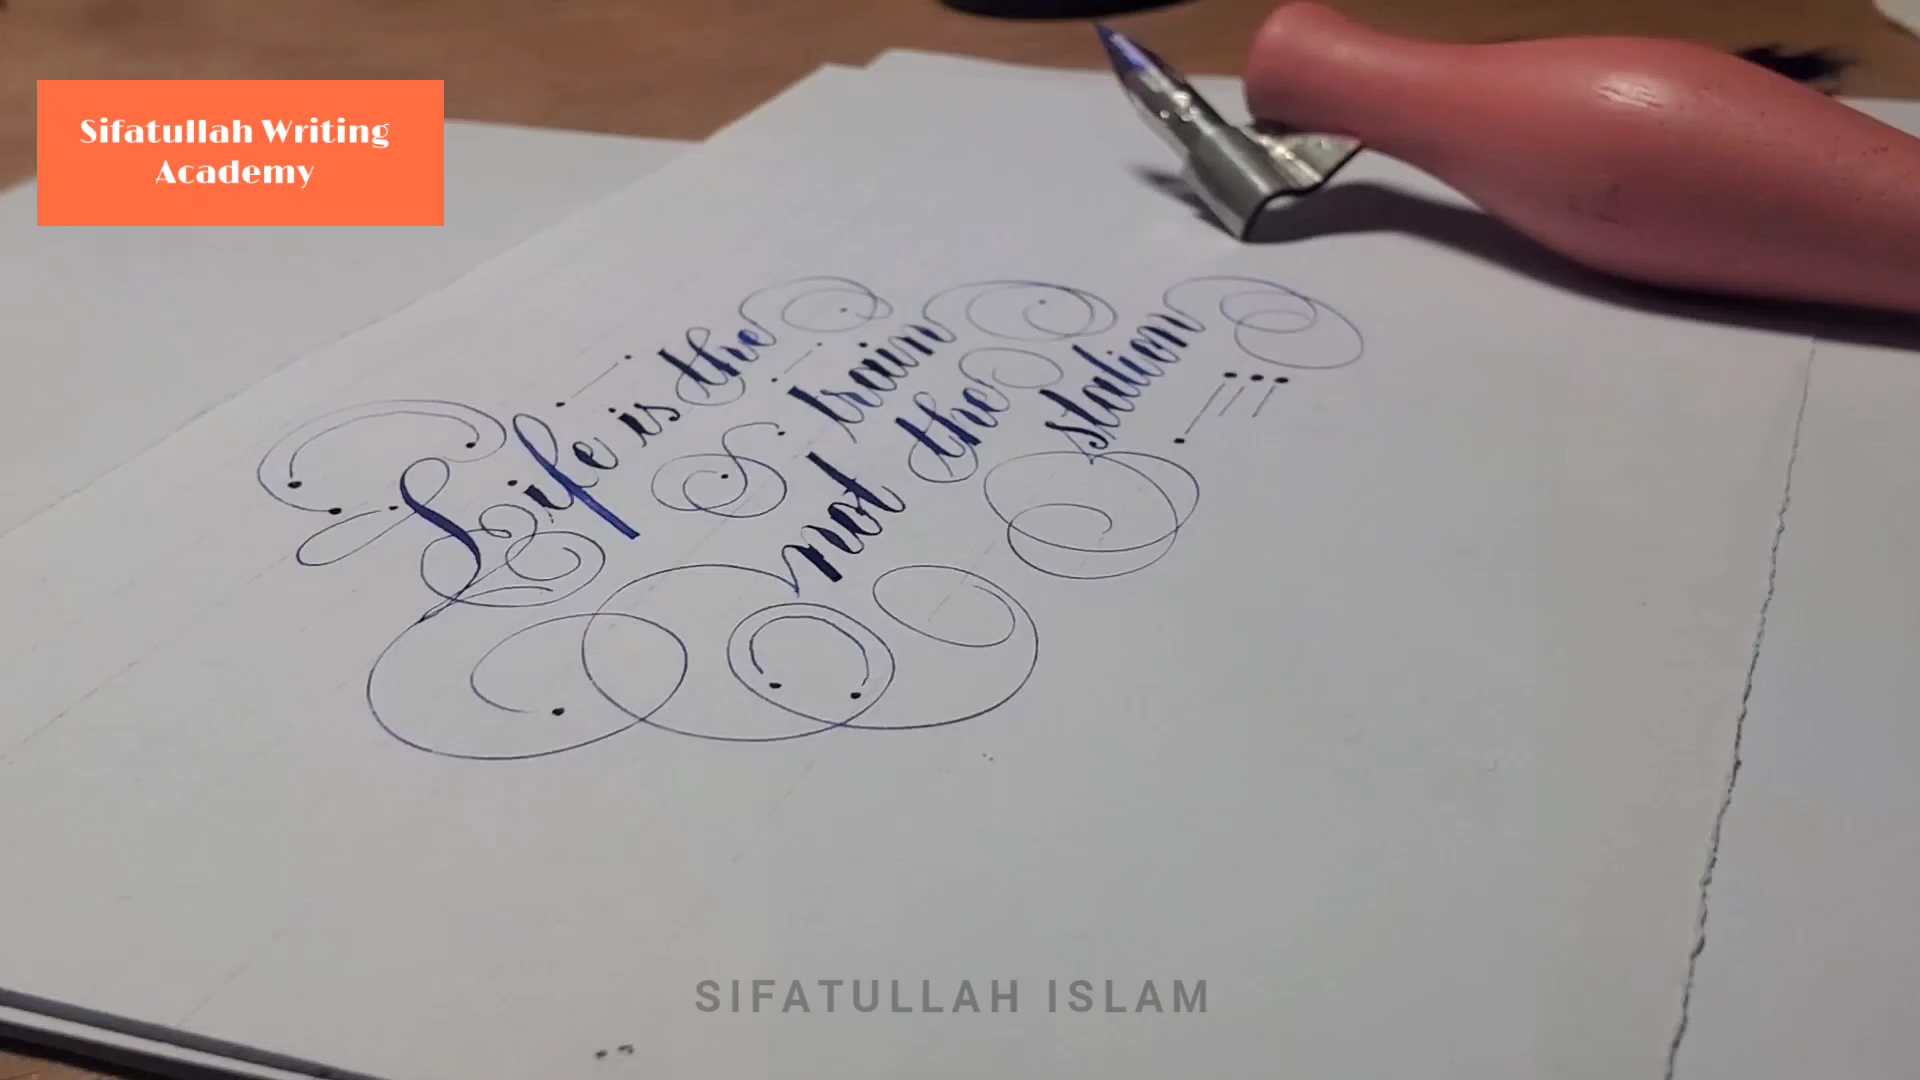 Sifatullah Writing
Academy
Life is the
train
not the
station
SIFATULLAH ISLAM